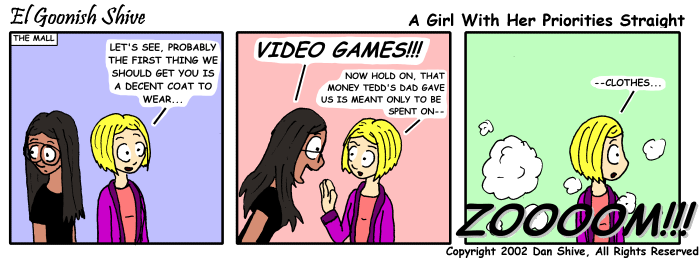 El Goonish Shive
A Girl With Her Priorities Straight
THE MALL
LET'S SEE, PROBABLY
THE FIRST THING WE
SHOULD GET YOU IS
A DECENT COAT TO
WEAR...
VIDEO GAMES!!!
NOW HOLD ON, THAT
MONEY TEDD'S DAD GAVE
US IS MEANT ONLY TO BE
SPENT ON--
--CLOTHES...
ZOOOOM!!!
Copyright 2002 Dan Shive, All Rights Reserved